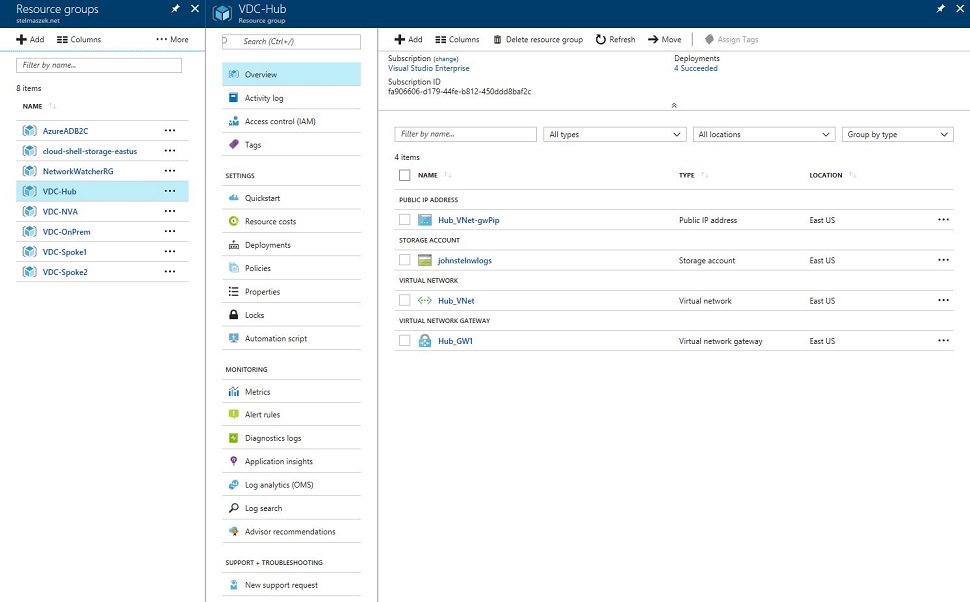 Resource groups
stelmaszek.net
Add Columns More
Filter by name...
8 items
NAME
AzureADB2C
cloud-shell-storage-eastus
NetworkWatcherRG
VDC-Hub
VDC-NVA
VDC-OnPrem
VDC-Spoke1
VDC-Spoke2
VDC-Hub
Resource group
Search (Ctrl+/)
Overview
Activity log
Access control (IAM)
Tags
SETTINGS
Quickstart
Resource costs
Deployments
Policies
Properties
Locks
Automation script
MONITORING
Metrics
Alert rules
Diagnostics logs
Application insights
Log analytics (OMS)
Log search
Advisor recommendations
SUPPORT + TROUBLESHOOTING
New support request
Add Columns Delete resource group Refresh Move Assign Tags
Subscription (change) Deployments
Visual Studio Enterprise 4 Succeeded
Subscription ID
fa906606-d179-44fe-b812-450ddd8baf2c
Filter by name... All types All locations Group by type
4 items
NAME TYPE LOCATION
PUBLIC IP ADDRESS
Hub_VNet-gwPip Public IP address East US
STORAGE ACCOUNT
johnstelnwlogs Storage account East US
VIRTUAL NETWORK
Hub_VNet Virtual network East US
VIRTUAL NETWORK GATEWAY
Hub_GW1 Virtual network gateway East US